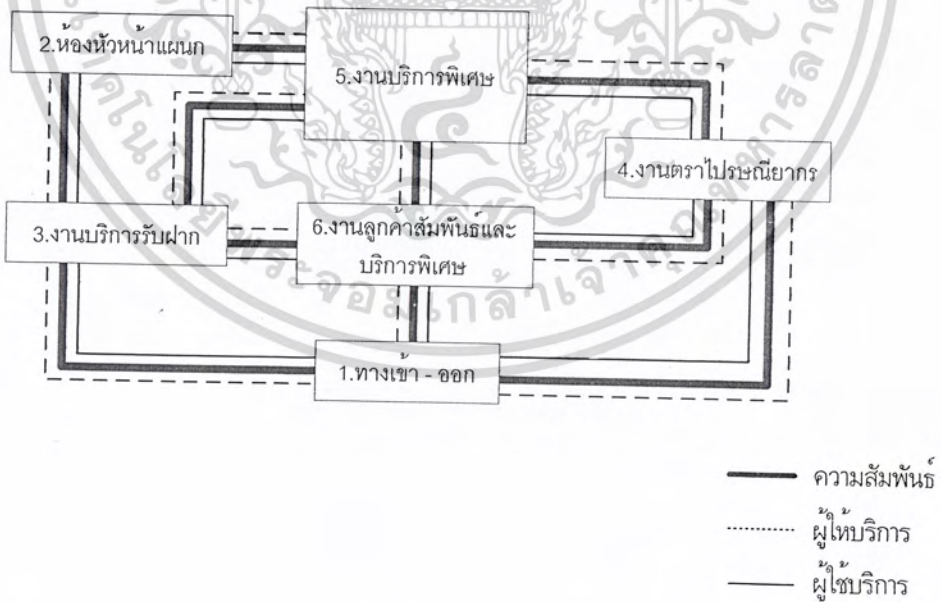 2.ห้องหัวหน้าแผนก
5.งานบริการพิเศษ
4.งานตราไปรษณียากร
3.งานบริการรับฝาก
6.งานลูกค้าสัมพันธ์และ
บริการพิเศษ
1.ทางเข้า - ออก
ความสัมพันธ์
ผู้ให้บริการ
ผู้ใช้บริการ